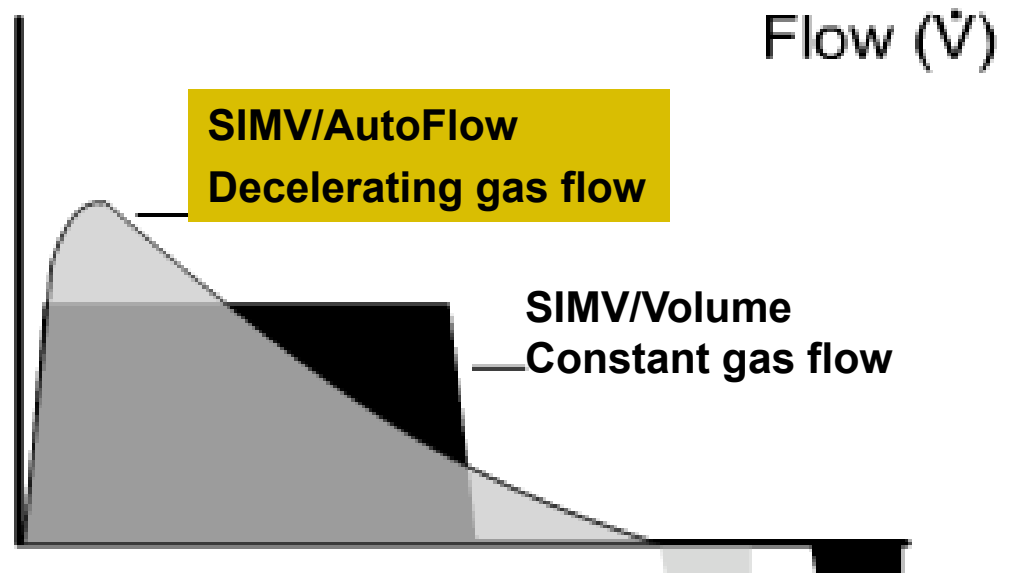 Flow (V̇)
SIMV/AutoFlow
Decelerating gas flow
SIMV/Volume
Constant gas flow